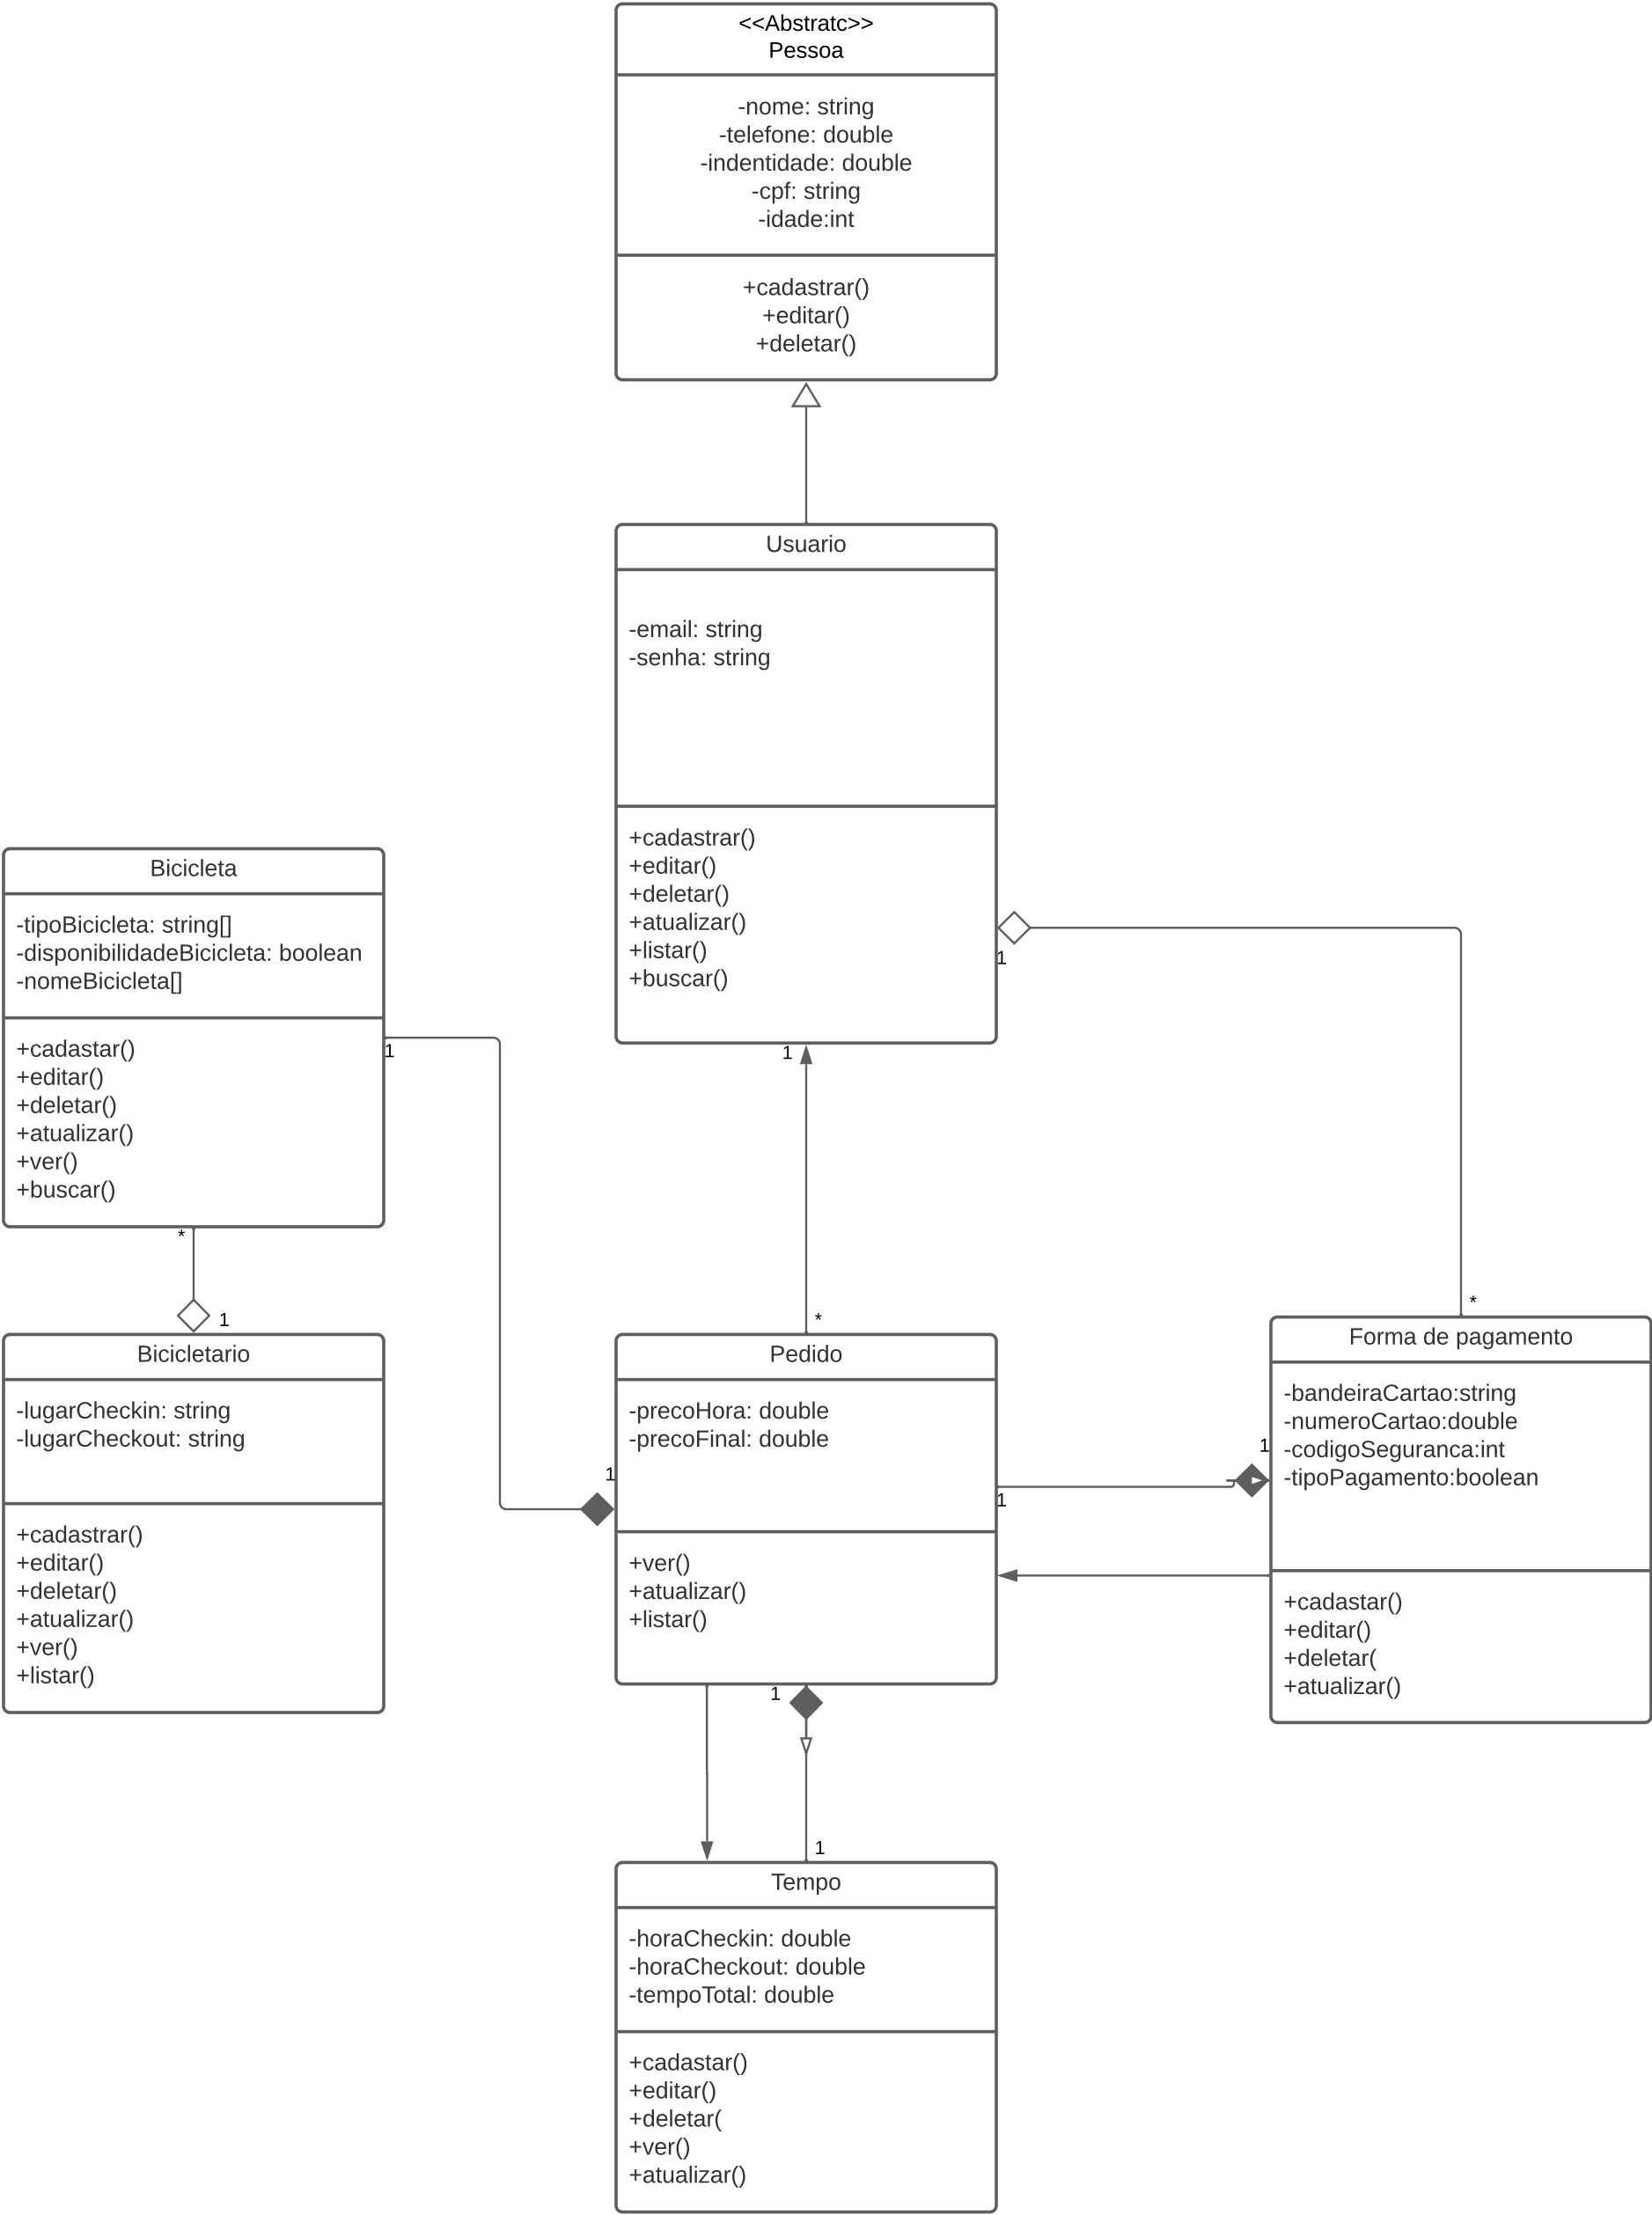 <<Abstratc>>
Pessoa
-nome: string
-telefone: double
-indentidade: double
-cpf: string
-idade:int
+cadastrar()
+editar()
+deletar()
Usuario
-email: string
-senha: string
+cadastrar()
+editar()
+deletar()
+atualizar()
+listar()
+buscar()
1
1
*
*
Bicicleta
-tipoBicicleta: string[]
-disponibilidadeBicicleta: boolean
-nomeBicicleta[]
+cadastar()
+editar()
+deletar()
+atualizar()
+ver()
+buscar()
1
*
1
Bicicletario
-lugarCheckin: string
-lugarCheckout: string
+cadastrar()
+editar()
+deletar()
+atualizar()
+ver()
+listar()
Pedido
-precoHora: double
-precoFinal: double
+ver()
+atualizar()
+listar()
1
1
1
Forma de pagamento
-bandeiraCartao:string
-numeroCartao:double
-codigoSeguranca:int
-tipoPagamento:boolean
+cadastar()
+editar()
+deletar(
+atualizar()
1
1
Tempo
-horaCheckin: double
-horaCheckout: double
-tempoTotal: double
+cadastar()
+editar()
+deletar(
+ver()
+atualizar()